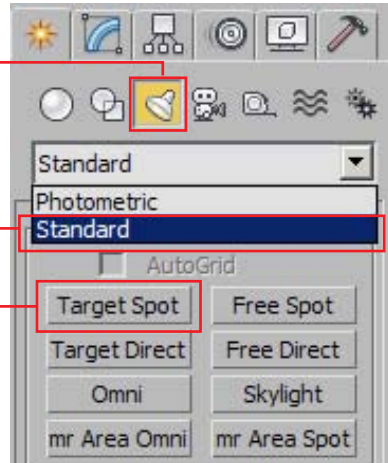 Standard
Photometric
Standard
AutoGrid
Target Spot Free Spot
Target Direct Free Direct
Omni Skylight
mr Area Omni mr Area Spot